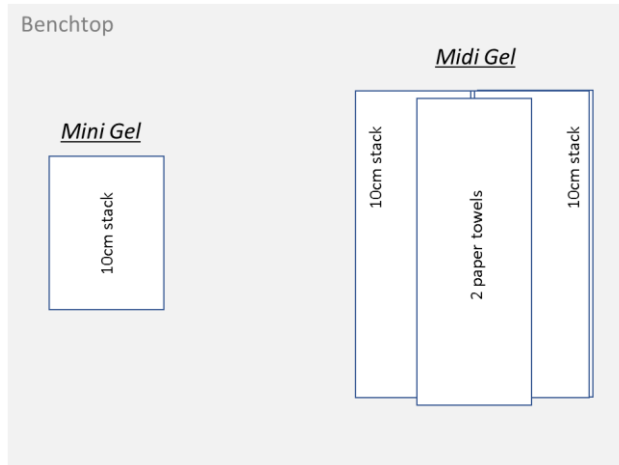 Benchtop
Midi Gel
Mini Gel
10cm stack
10cm stack
2 paper towels
10cm stack